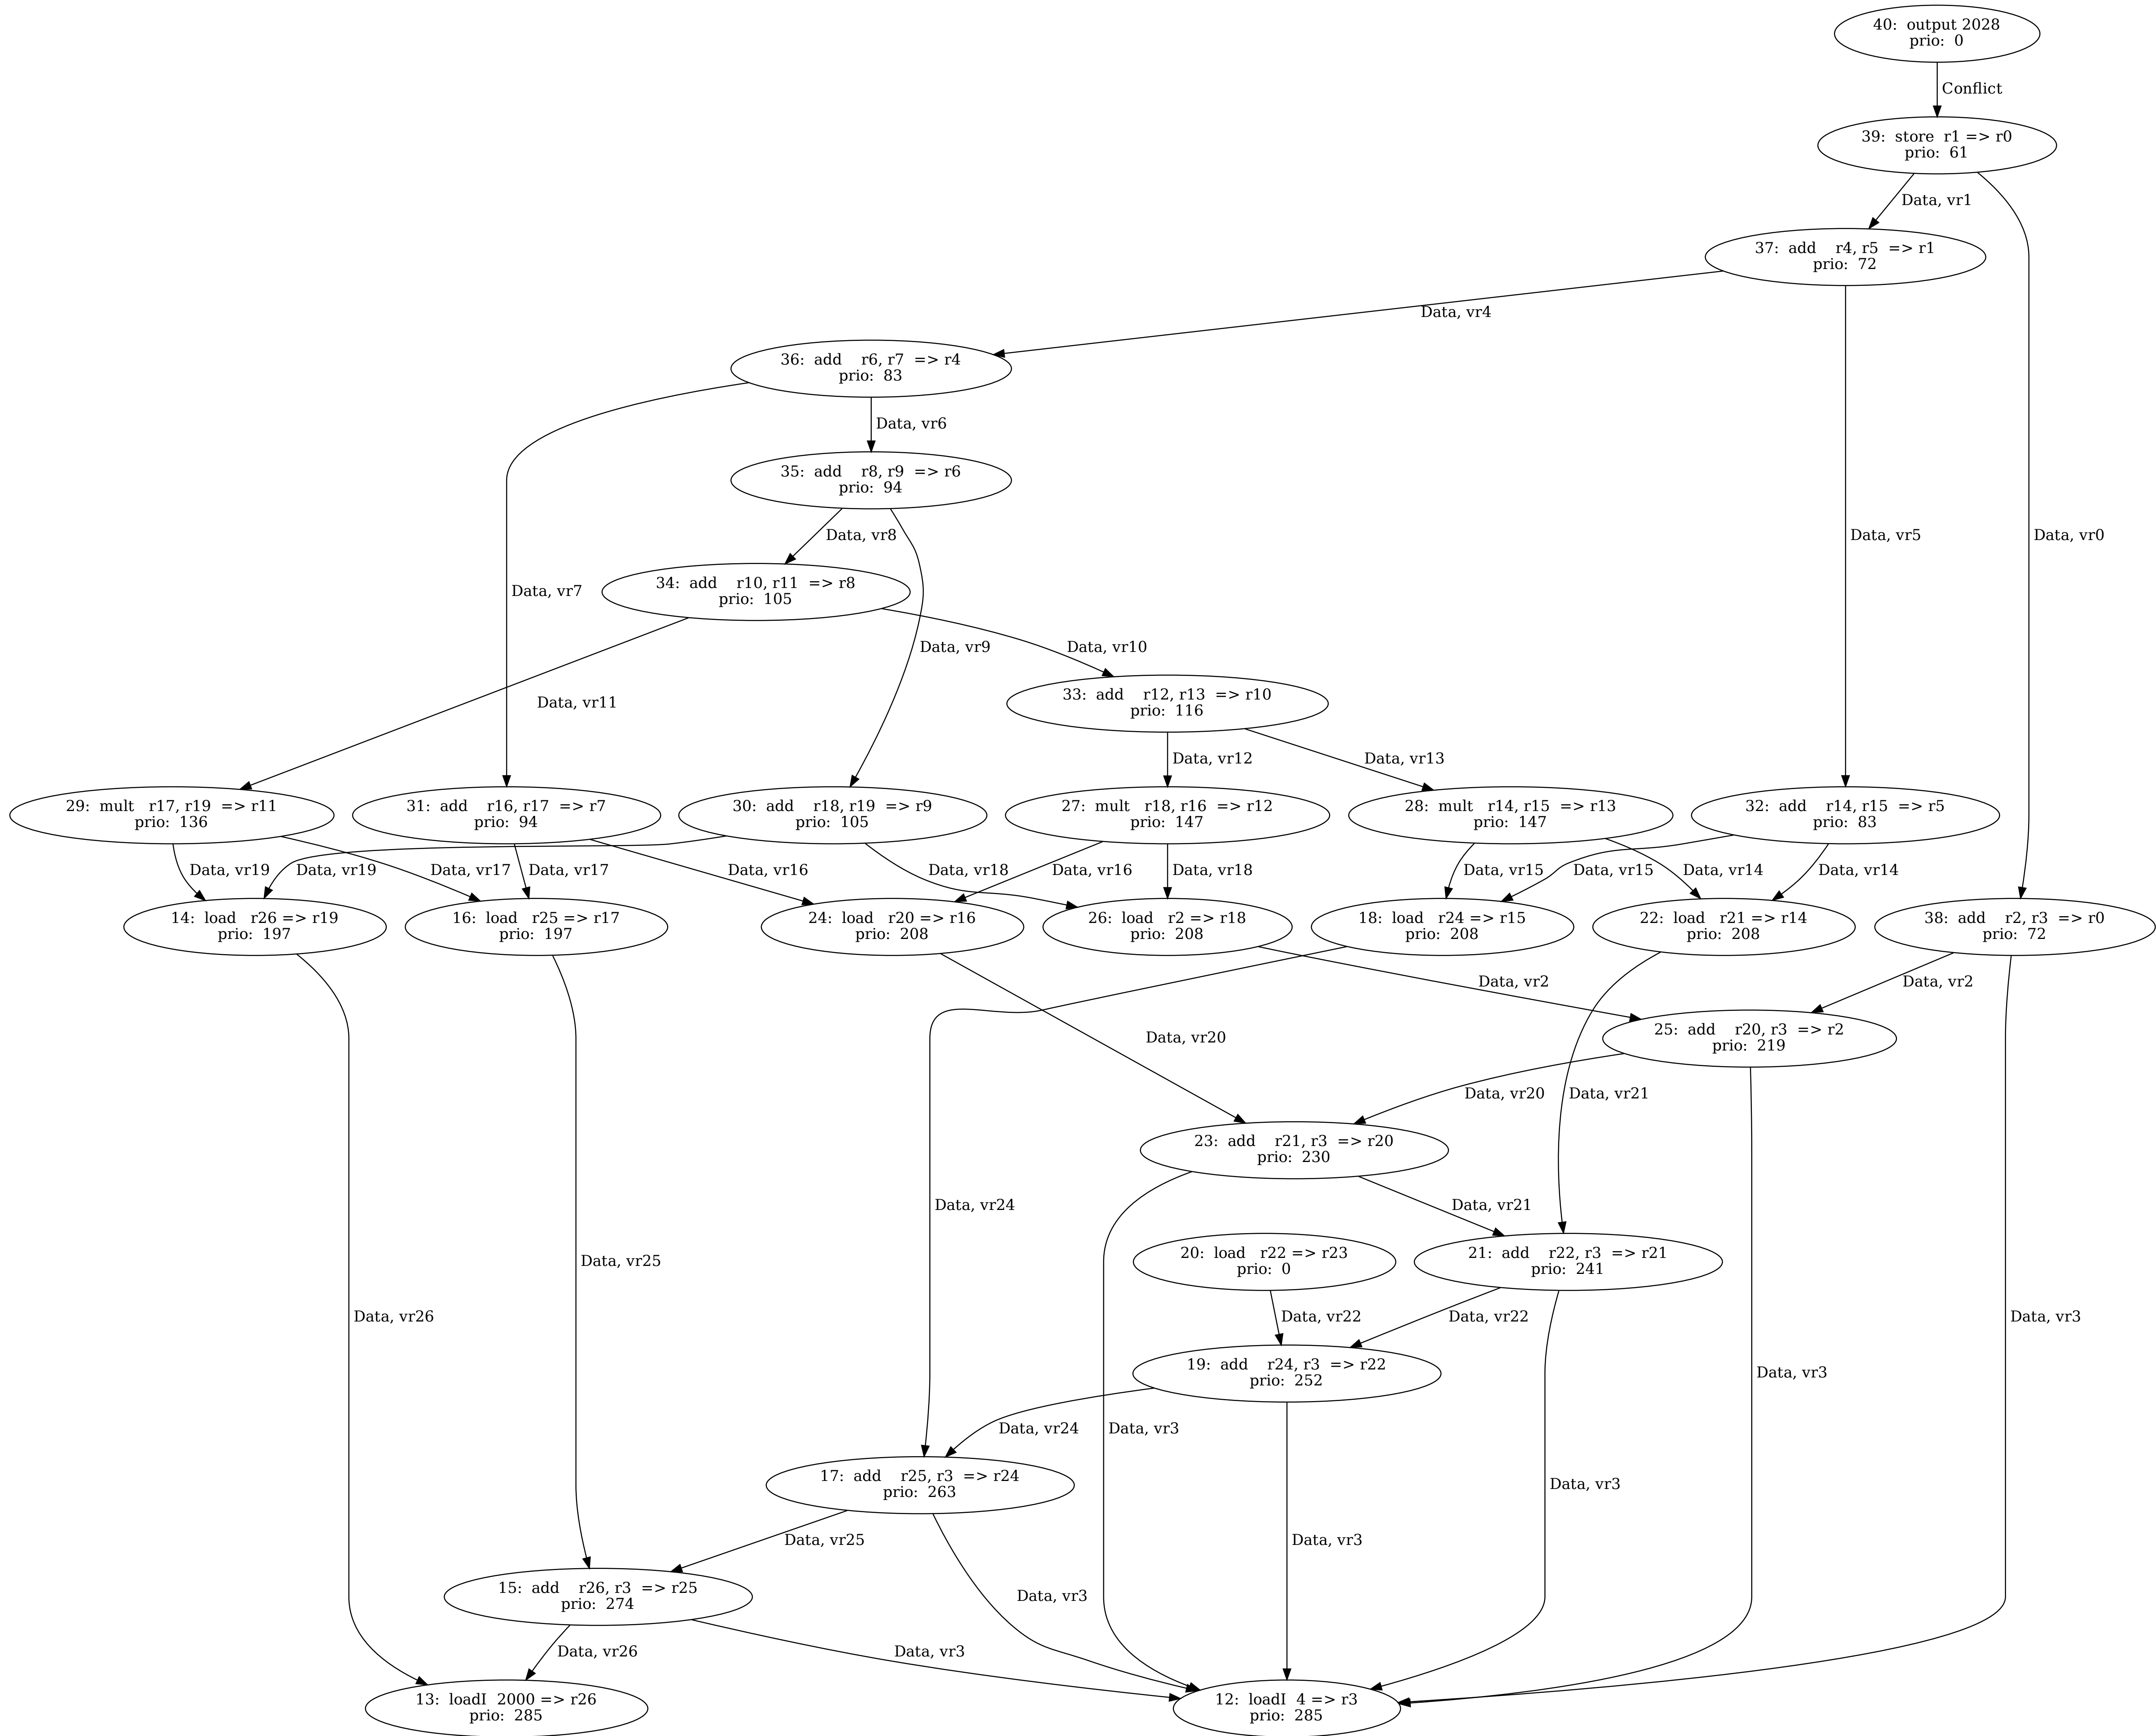 40:  output 2028
prio:  0
Conflict
39:  store  r1 => r0
prio:  61
Data, vr1
37:  add    r4, r5  => r1
prio:  72
Data, vr4
36:  add    r6, r7  => r4
prio:  83
Data, vr6
35:  add    r8, r9  => r6
prio:  94
Data, vr8
Data, vr5
Data, vr0
34:  add    r10, r11  => r8
prio:  105
Data, vr7
Data, vr9
Data, vr10
33:  add    r12, r13  => r10
prio:  116
Data, vr11
Data, vr12
Data, vr13
29:  mult   r17, r19  => r11
prio:  136
31:  add    r16, r17  => r7
prio:  94
30:  add    r18, r19  => r9
prio:  105
27:  mult   r18, r16  => r12
prio:  147
28:  mult   r14, r15  => r13
prio:  147
32:  add    r14, r15  => r5
prio:  83
Data, vr19
Data, vr19
Data, vr17
Data, vr17
Data, vr16
Data, vr18
Data, vr16
Data, vr18
Data, vr15
Data, vr15
Data, vr14
Data, vr14
14:  load   r26 => r19
prio:  197
16:  load   r25 => r17
prio:  197
24:  load   r20 => r16
prio:  208
26:  load   r2 => r18
prio:  208
18:  load   r24 => r15
prio:  208
22:  load   r21 => r14
prio:  208
38:  add    r2, r3  => r0
prio:  72
Data, vr2
Data, vr2
25:  add    r20, r3  => r2
prio:  219
Data, vr20
Data, vr20
Data, vr21
23:  add    r21, r3  => r20
prio:  230
Data, vr24
Data, vr21
20:  load   r22 => r23
prio:  0
21:  add    r22, r3  => r21
prio:  241
Data, vr25
Data, vr26
Data, vr22
Data, vr22
Data, vr3
19:  add    r24, r3  => r22
prio:  252
Data, vr3
Data, vr24
Data, vr3
17:  add    r25, r3  => r24
prio:  263
Data, vr3
Data, vr25
Data, vr3
15:  add    r26, r3  => r25
prio:  274
Data, vr3
Data, vr26
Data, vr3
13:  loadI  2000 => r26
prio:  285
12:  loadI  4 => r3
prio:  285